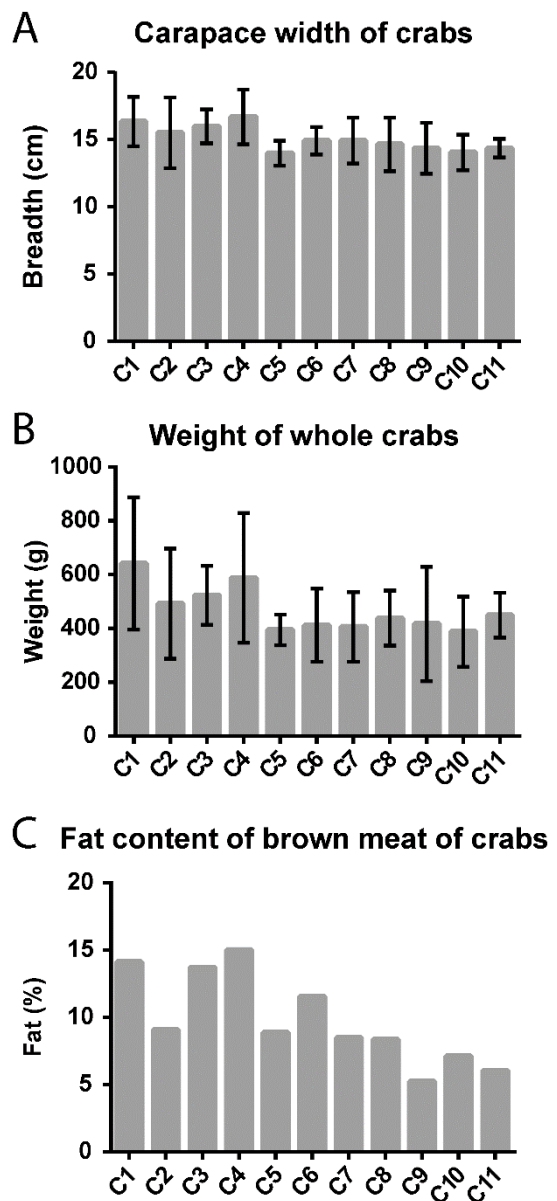 A
Carapace width of crabs
Breadth (cm)
20
15
10
5
0
C1 C2 C3 C4 C5 C6 C7 C8 C9 C10 C11
B
Weight of whole crabs
Weight (g)
1000
800
600
400
200
0
C1 C2 C3 C4 C5 C6 C7 C8 C9 C10 C11
C
Fat content of brown meat of crabs
Fat (%)
20
15
10
5
0
C1 C2 C3 C4 C5 C6 C7 C8 C9 C10 C11